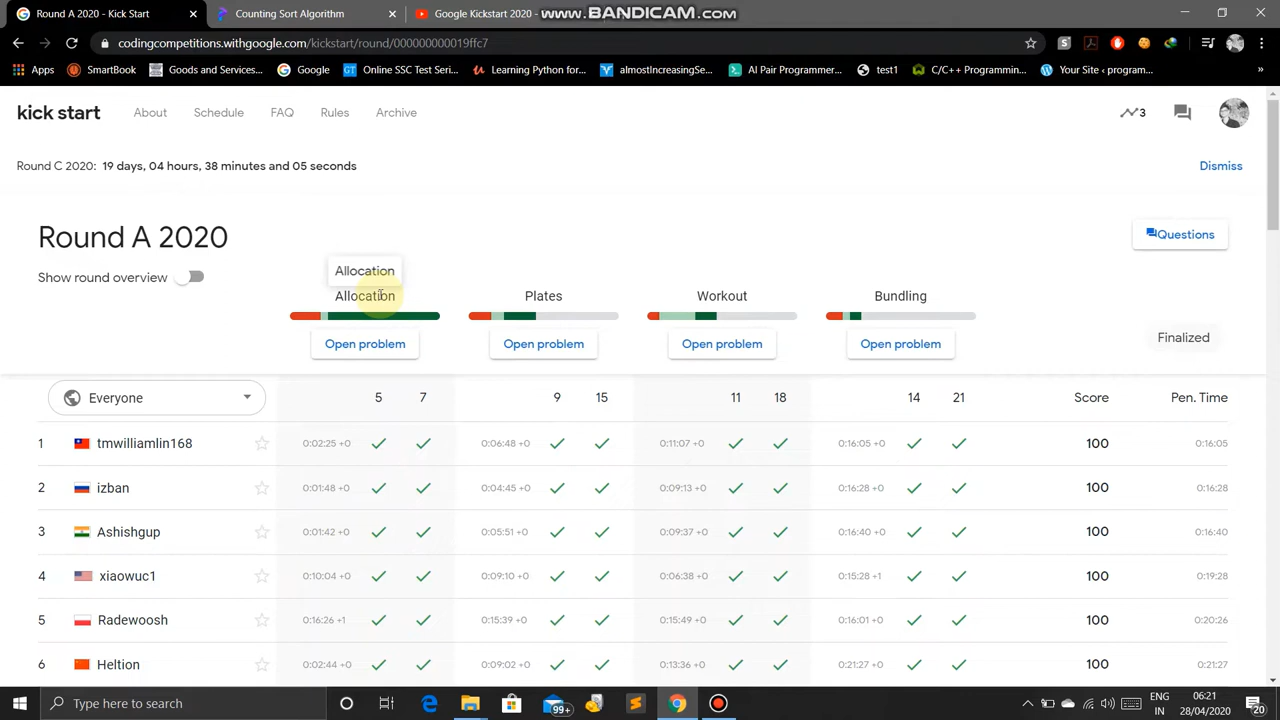 Round A 2020 - Kick Start
Counting Sort Algorithm
Google Kickstart 2020 -
www.BANDICAM.com
codingcompetitions.withgoogle.com/kickstart/round/000000000019ffc7
Apps
SmartBook
Goods and Services...
Google
Online SSC Test Seri...
Learning Python for...
almostIncreasingSe...
AI Pair Programmer...
test1
C/C++ Programmin...
Your Site ‹ program...
kick start
About
Schedule
FAQ
Rules
Archive
3
Round C 2020: 19 days, 04 hours, 38 minutes and 05 seconds
Dismiss
Round A 2020
Questions
Show round overview
Allocation
Allocation
Plates
Workout
Bundling
Open problem
Open problem
Open problem
Open problem
Finalized
Everyone
5 7 9 15 11 18 14 21 Score Pen. Time
1 tmwilliamlin168 0:02:25 +0 0:06:48 +0 0:11:07 +0 0:16:05 +0 100 0:16:05
2 izban 0:01:48 +0 0:04:45 +0 0:09:13 +0 0:16:28 +0 100 0:16:28
3 Ashishgup 0:01:42 +0 0:05:51 +0 0:09:37 +0 0:16:40 +0 100 0:16:40
4 xiaowuc1 0:10:04 +0 0:09:10 +0 0:06:38 +0 0:15:28 +1 100 0:19:28
5 Radewoosh 0:16:26 +1 0:15:39 +0 0:15:49 +0 0:16:01 +0 100 0:20:26
6 Heltion 0:02:44 +0 0:09:02 +0 0:13:36 +0 0:21:27 +0 100 0:21:27
Type here to search
99+
ENG
IN
06:21
28/04/2020
20